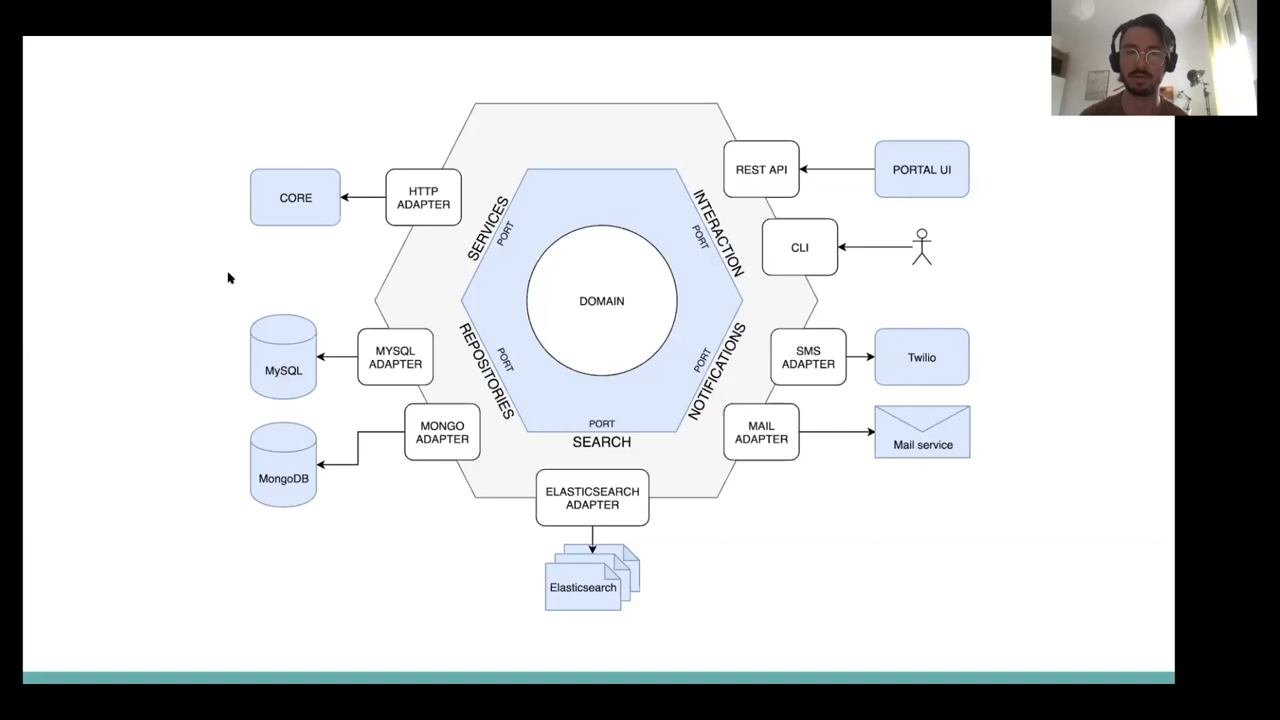 CORE
HTTP
ADAPTER
REST API
PORTAL UI
CLI
SERVICES
PORT
INTERACTION
PORT
DOMAIN
MySQL
MYSQL
ADAPTER
REPOSITORIES
PORT
NOTIFICATIONS
PORT
SMS
ADAPTER
Twilio
MongoDB
MONGO
ADAPTER
PORT
SEARCH
MAIL
ADAPTER
Mail service
ELASTICSEARCH
ADAPTER
Elasticsearch